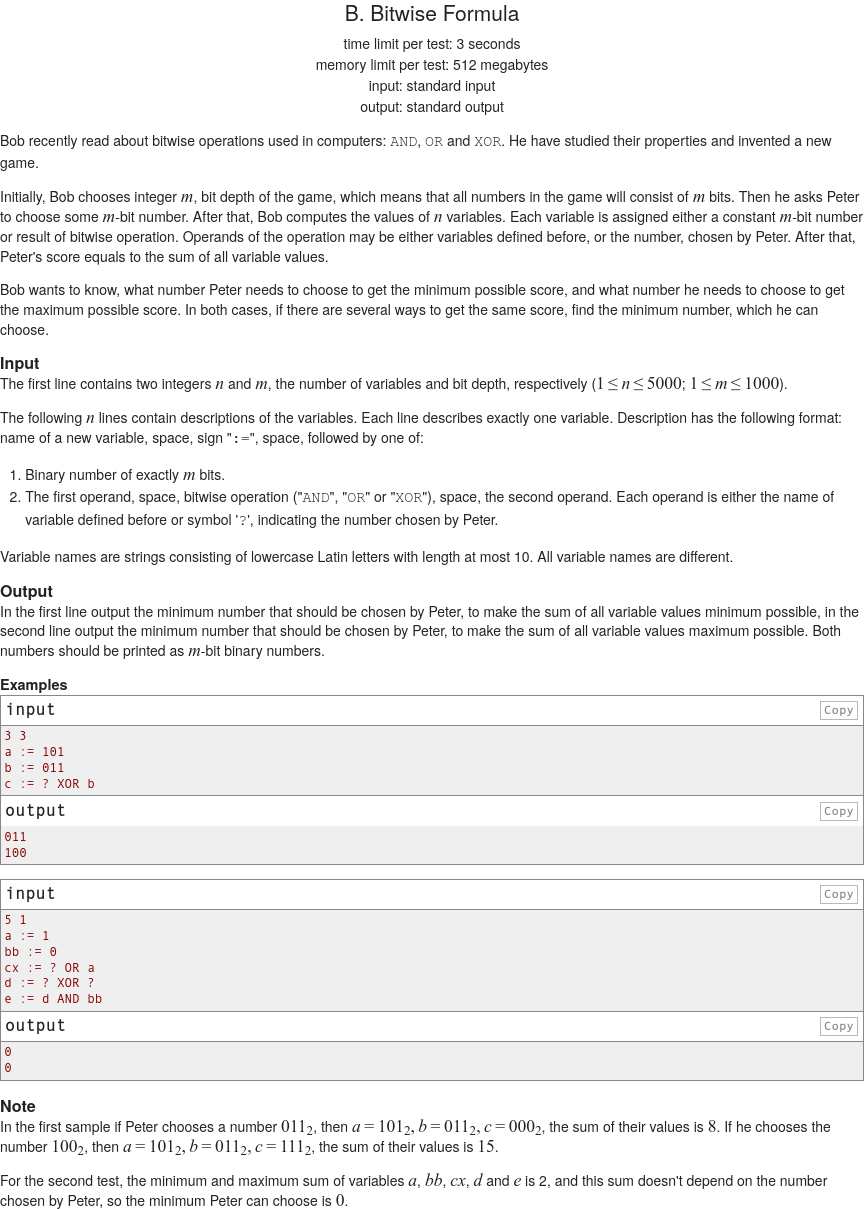 B. Bitwise Formula
time limit per test: 3 seconds
memory limit per test: 512 megabytes
input: standard input
output: standard output
Bob recently read about bitwise operations used in computers: AND, OR and XOR. He have studied their properties and invented a new
game.
Initially, Bob chooses integer m, bit depth of the game, which means that all numbers in the game will consist of m bits. Then he asks Peter
to choose some m-bit number. After that, Bob computes the values of n variables. Each variable is assigned either a constant m-bit number
or result of bitwise operation. Operands of the operation may be either variables defined before, or the number, chosen by Peter. After that,
Peter's score equals to the sum of all variable values.
Bob wants to know, what number Peter needs to choose to get the minimum possible score, and what number he needs to choose to get
the maximum possible score. In both cases, if there are several ways to get the same score, find the minimum number, which he can
choose.
Input
The first line contains two integers n and m, the number of variables and bit depth, respectively (1 ≤ n ≤ 5000; 1 ≤ m ≤ 1000).
The following n lines contain descriptions of the variables. Each line describes exactly one variable. Description has the following format:
name of a new variable, space, sign ":=", space, followed by one of:
1. Binary number of exactly m bits.
2. The first operand, space, bitwise operation ("AND", "OR" or "XOR"), space, the second operand. Each operand is either the name of
variable defined before or symbol '?', indicating the number chosen by Peter.
Variable names are strings consisting of lowercase Latin letters with length at most 10. All variable names are different.
Output
In the first line output the minimum number that should be chosen by Peter, to make the sum of all variable values minimum possible, in the
second line output the minimum number that should be chosen by Peter, to make the sum of all variable values maximum possible. Both
numbers should be printed as m-bit binary numbers.
Examples
input Copy
3 3
a := 101
b := 011
c := ? XOR b
output Copy
011
100
input Copy
5 1
a := 1
bb := 0
cx := ? OR a
d := ? XOR ?
e := d AND bb
output Copy
0
0
Note
In the first sample if Peter chooses a number 011₂, then a = 101₂, b = 011₂, c = 000₂, the sum of their values is 8. If he chooses the
number 100₂, then a = 101₂, b = 011₂, c = 111₂, the sum of their values is 15.
For the second test, the minimum and maximum sum of variables a, bb, cx, d and e is 2, and this sum doesn't depend on the number
chosen by Peter, so the minimum Peter can choose is 0.